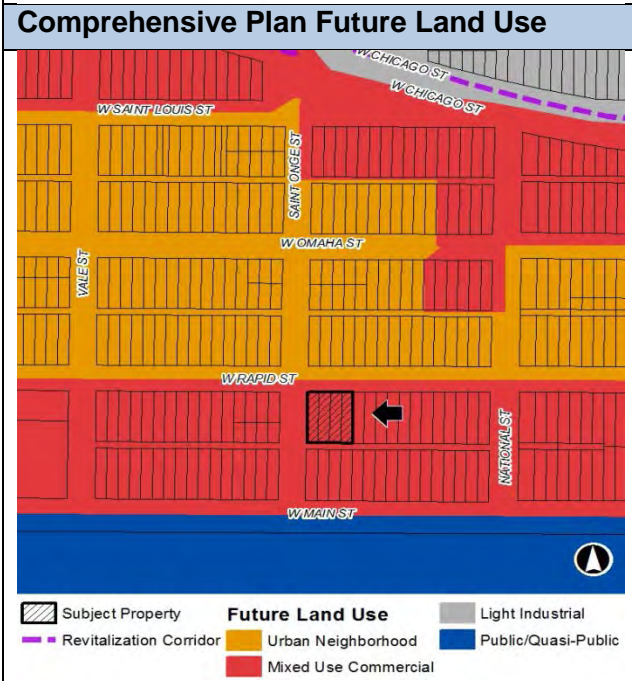 Comprehensive Plan Future Land Use
W CHICAGO ST
W CHICAGO ST
W SAINT LOUIS ST
SAINT ONGE ST
W OMAHA ST
VALE ST
W RAPID ST
NATIONAL ST
W MAIN ST
Subject Property
Revitalization Corridor
Future Land Use
Urban Neighborhood
Mixed Use Commercial
Light Industrial
Public/Quasi-Public